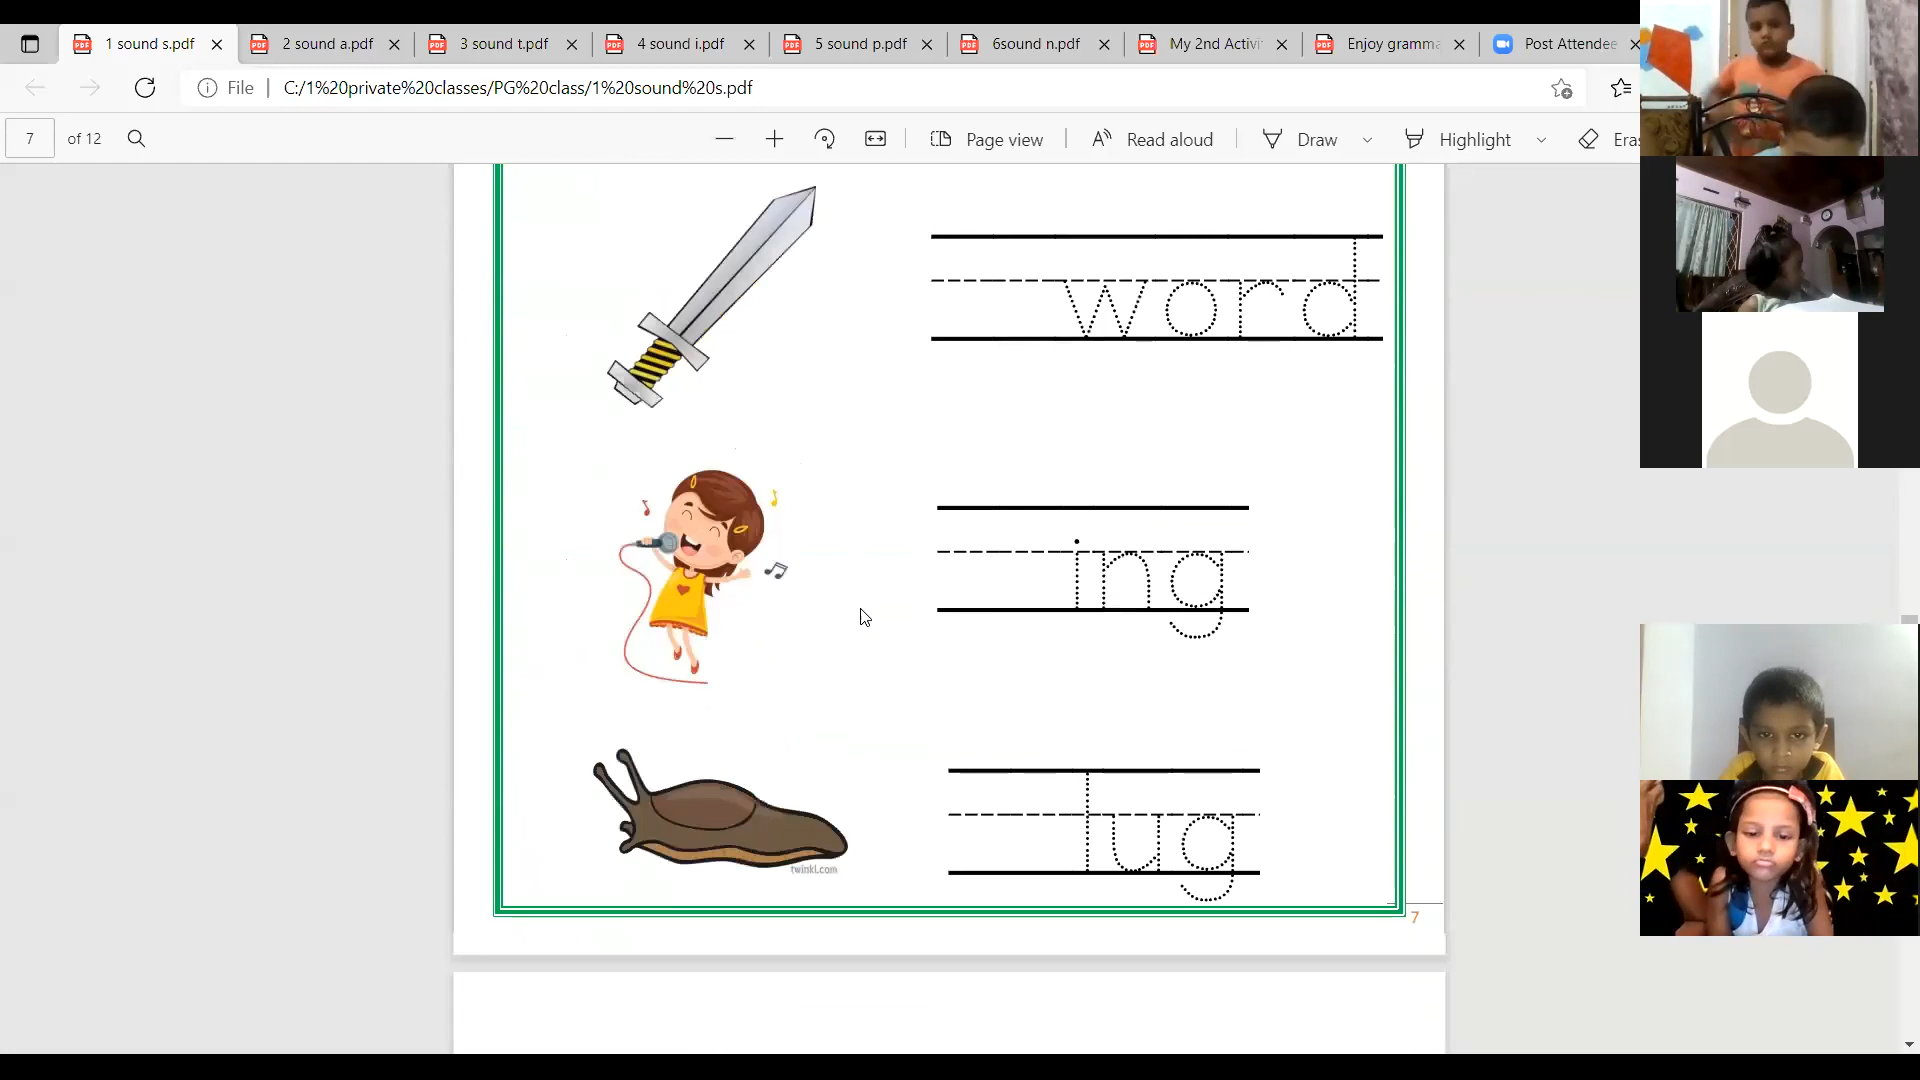 1 sound s.pdf 2 sound a.pdf 3 sound t.pdf 4 sound i.pdf 5 sound p.pdf 6sound n.pdf My 2nd Activi Enjoy gramma Post Attendee
File C:/1%20private%20classes/PG%20class/1%20sound%20s.pdf
7 of 12 Page view Read aloud Draw Highlight Eras
word
ing
lug
twinkl.com
7